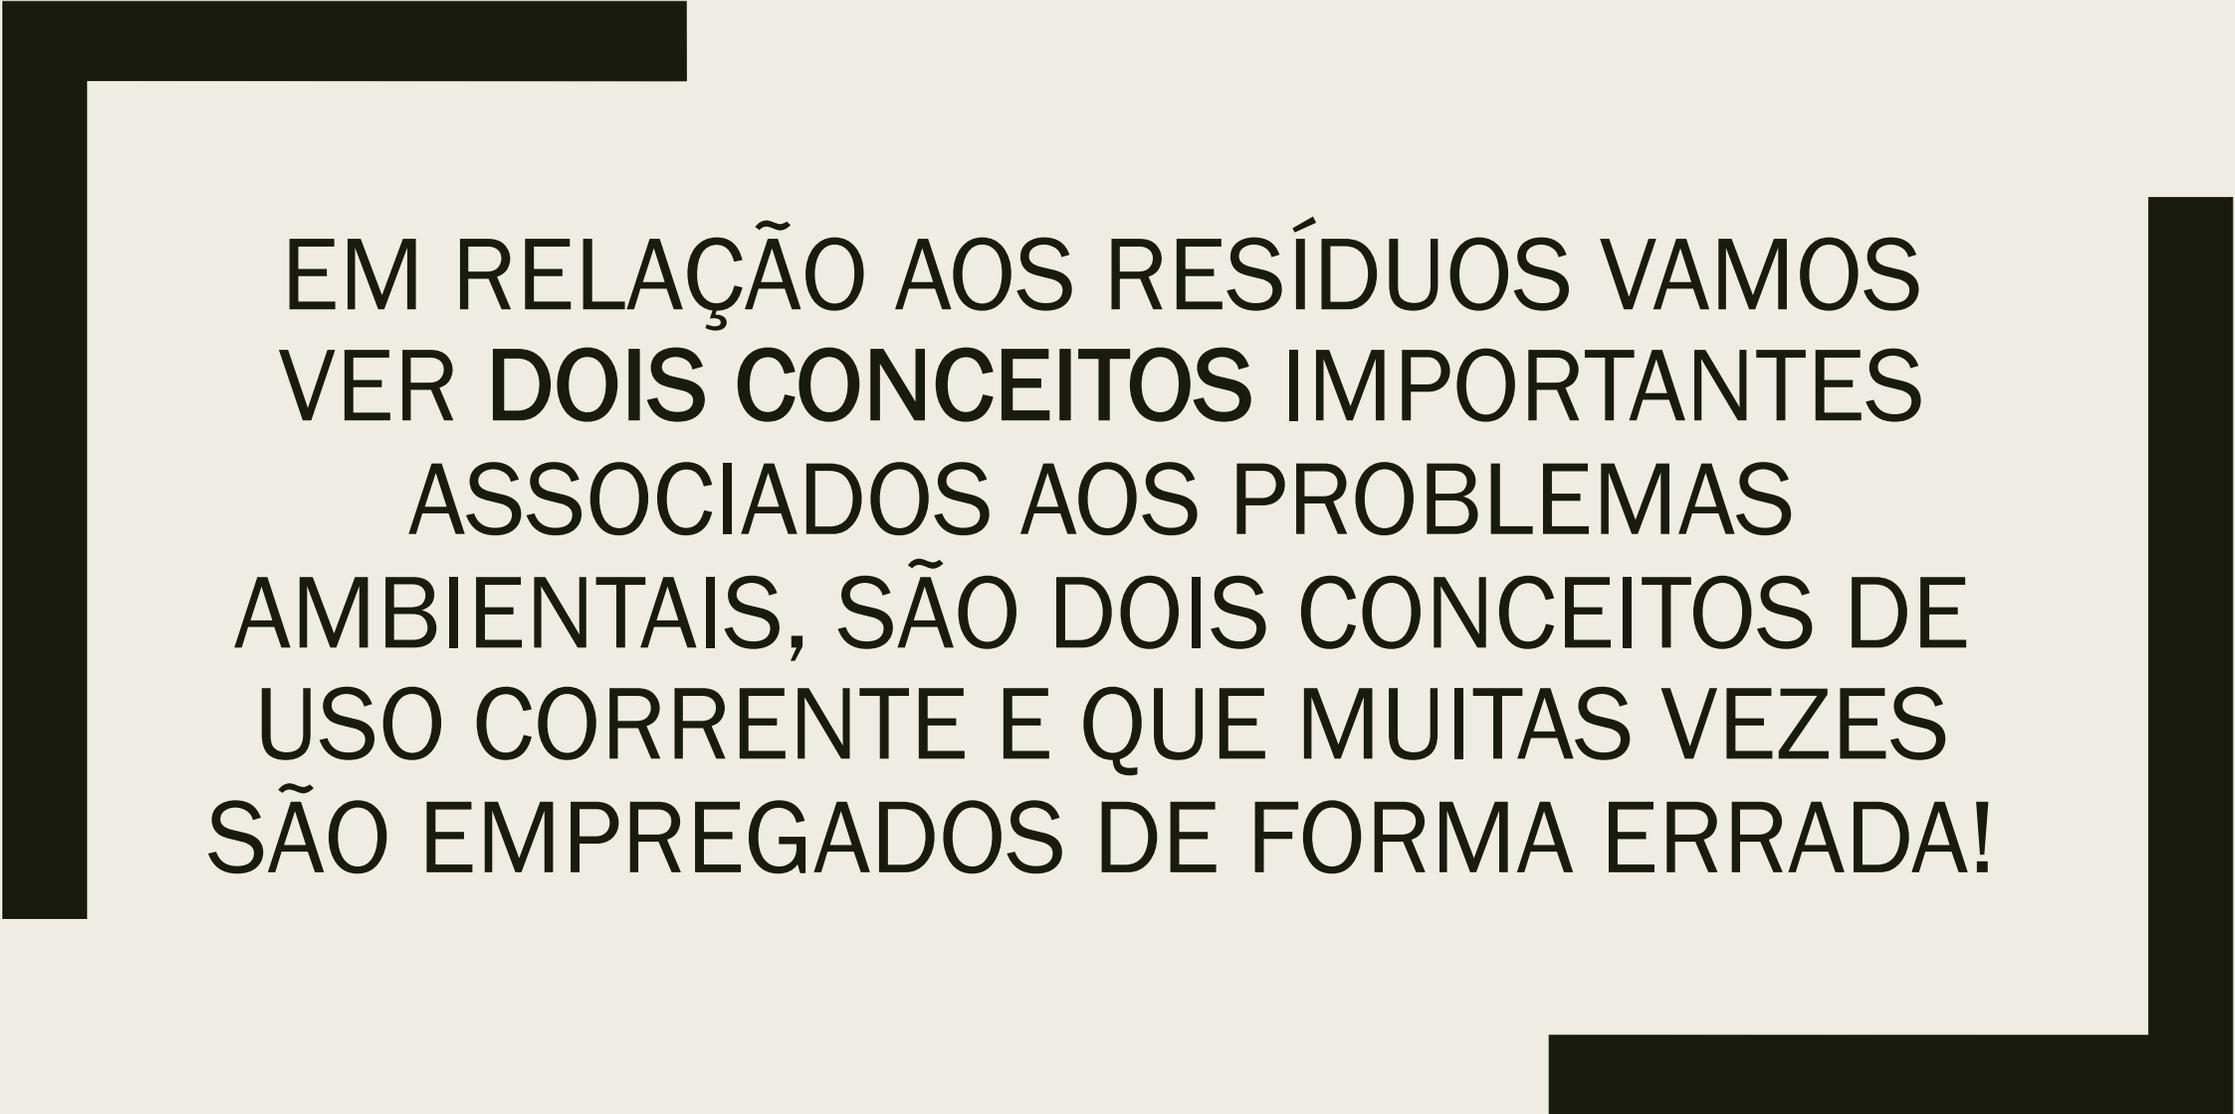 EM RELAÇÃO AOS RESÍDUOS VAMOS
VER DOIS CONCEITOS IMPORTANTES
ASSOCIADOS AOS PROBLEMAS
AMBIENTAIS, SÃO DOIS CONCEITOS DE
USO CORRENTE E QUE MUITAS VEZES
SÃO EMPREGADOS DE FORMA ERRADA!